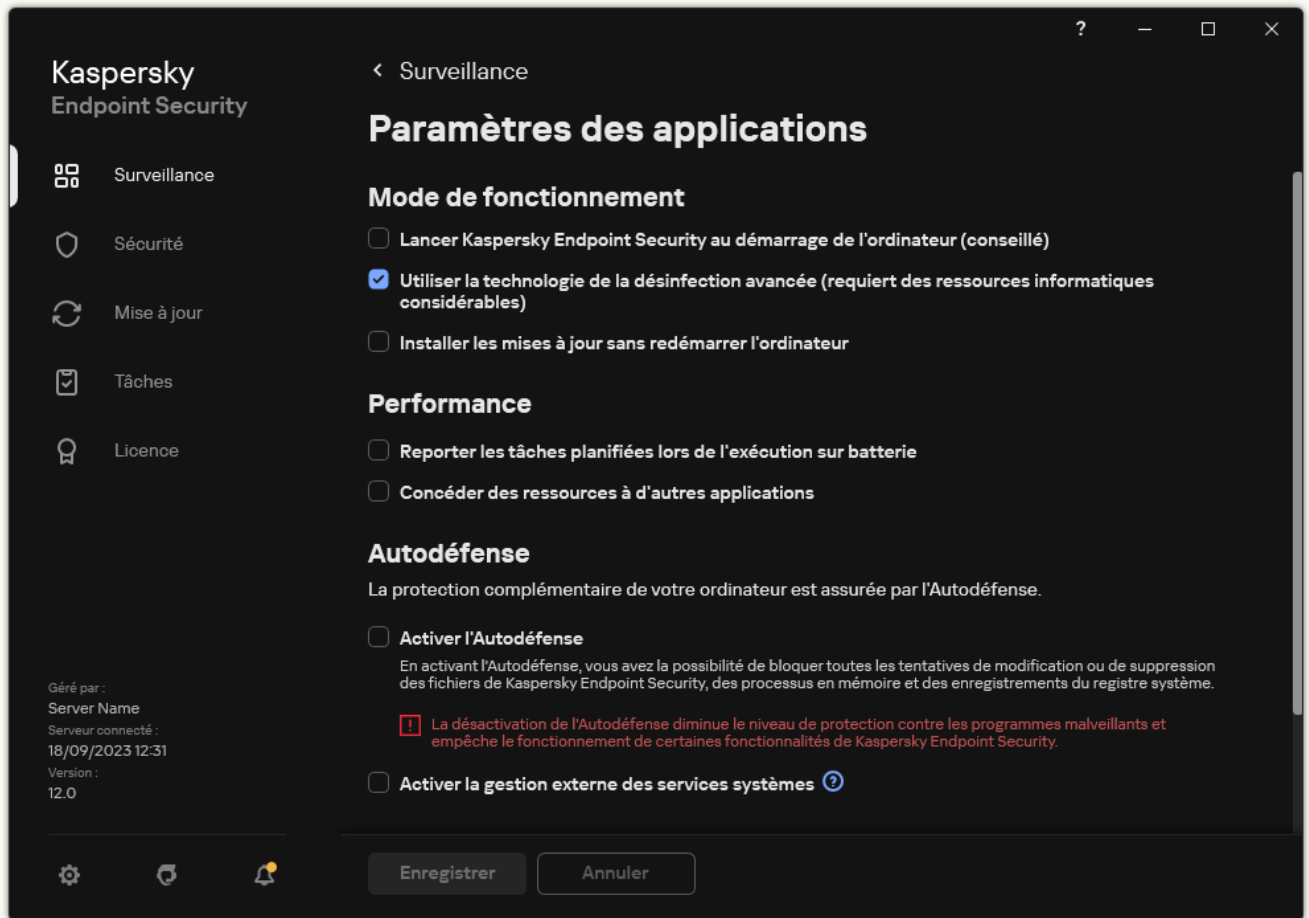 ?
Kaspersky
Endpoint Security
Surveillance
Sécurité
Mise à jour
Tâches
Licence
Géré par :
Server Name
Serveur connecté :
18/09/2023 12:31
Version :
12.0
Surveillance
Paramètres des applications
Mode de fonctionnement
Lancer Kaspersky Endpoint Security au démarrage de l'ordinateur (conseillé)
Utiliser la technologie de la désinfection avancée (requiert des ressources informatiques
considérables)
Installer les mises à jour sans redémarrer l'ordinateur
Performance
Reporter les tâches planifiées lors de l'exécution sur batterie
Concéder des ressources à d'autres applications
Autodéfense
La protection complémentaire de votre ordinateur est assurée par l'Autodéfense.
Activer l'Autodéfense
En activant l'Autodéfense, vous avez la possibilité de bloquer toutes les tentatives de modification ou de suppression
des fichiers de Kaspersky Endpoint Security, des processus en mémoire et des enregistrements du registre système.
! La désactivation de l'Autodéfense diminue le niveau de protection contre les programmes malveillants et
empêche le fonctionnement de certaines fonctionnalités de Kaspersky Endpoint Security.
Activer la gestion externe des services systèmes ?
Enregistrer
Annuler